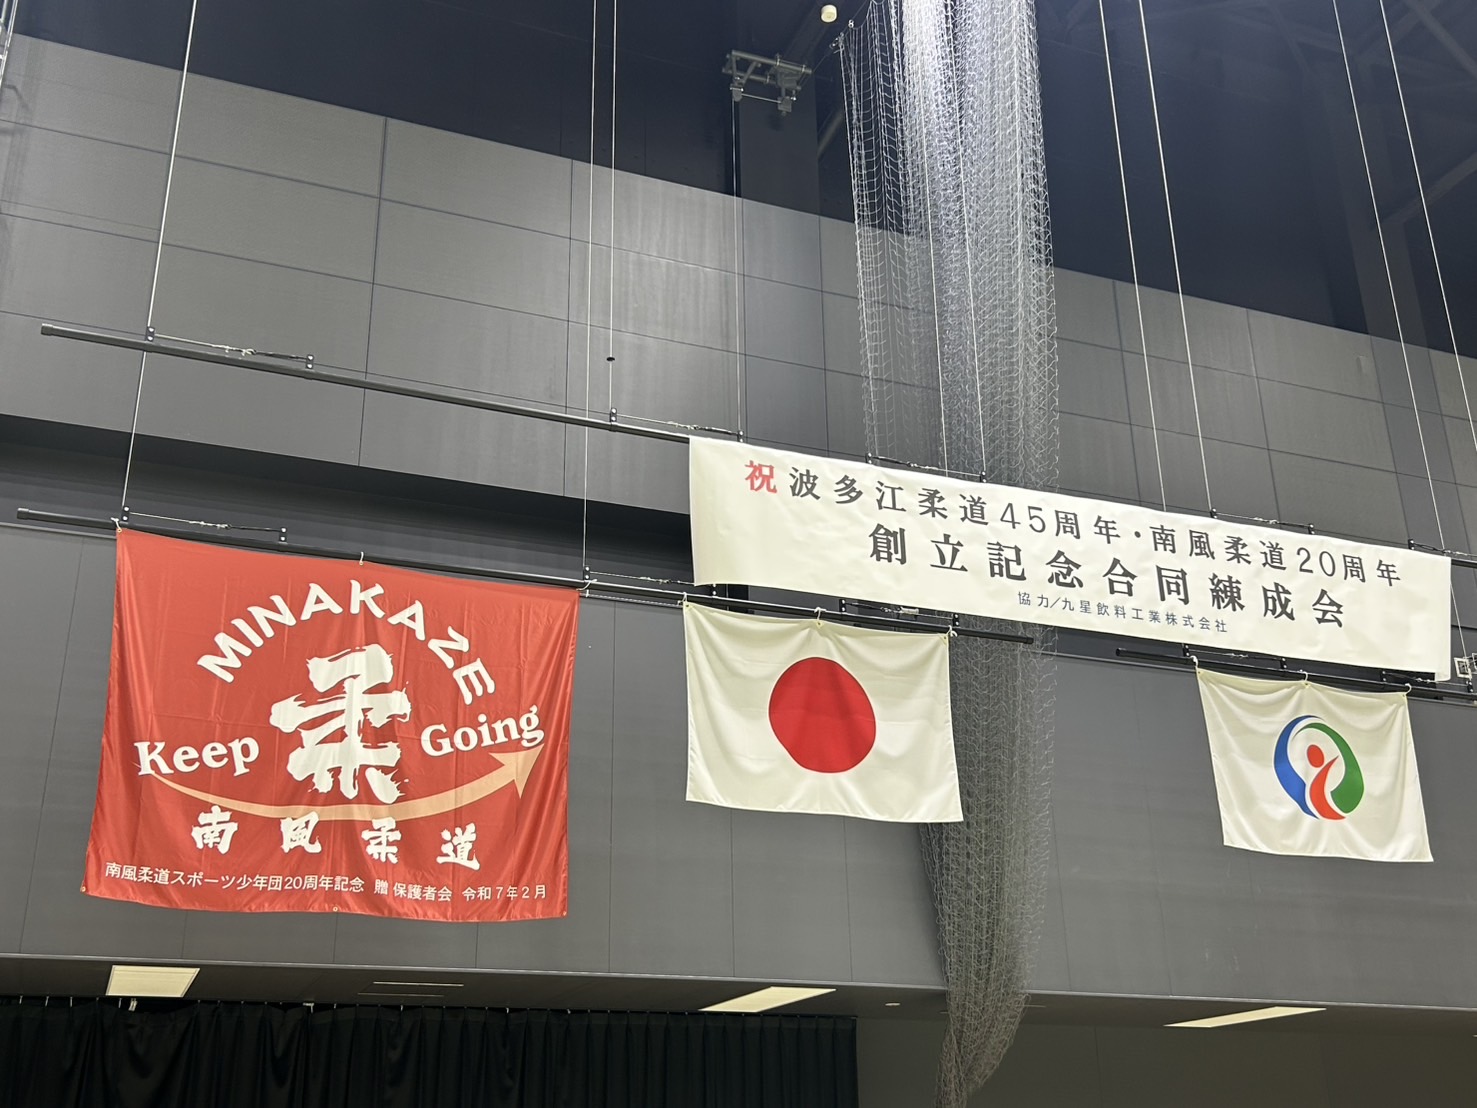 MINAKAZE
柔
Keep Going
南風柔道
南風柔道スポーツ少年団20周年記念 贈 保護者会 令和7年2月
祝 波多江柔道45周年・南風柔道20周年
創立記念合同練成会
協力/九星飲料工業株式会社